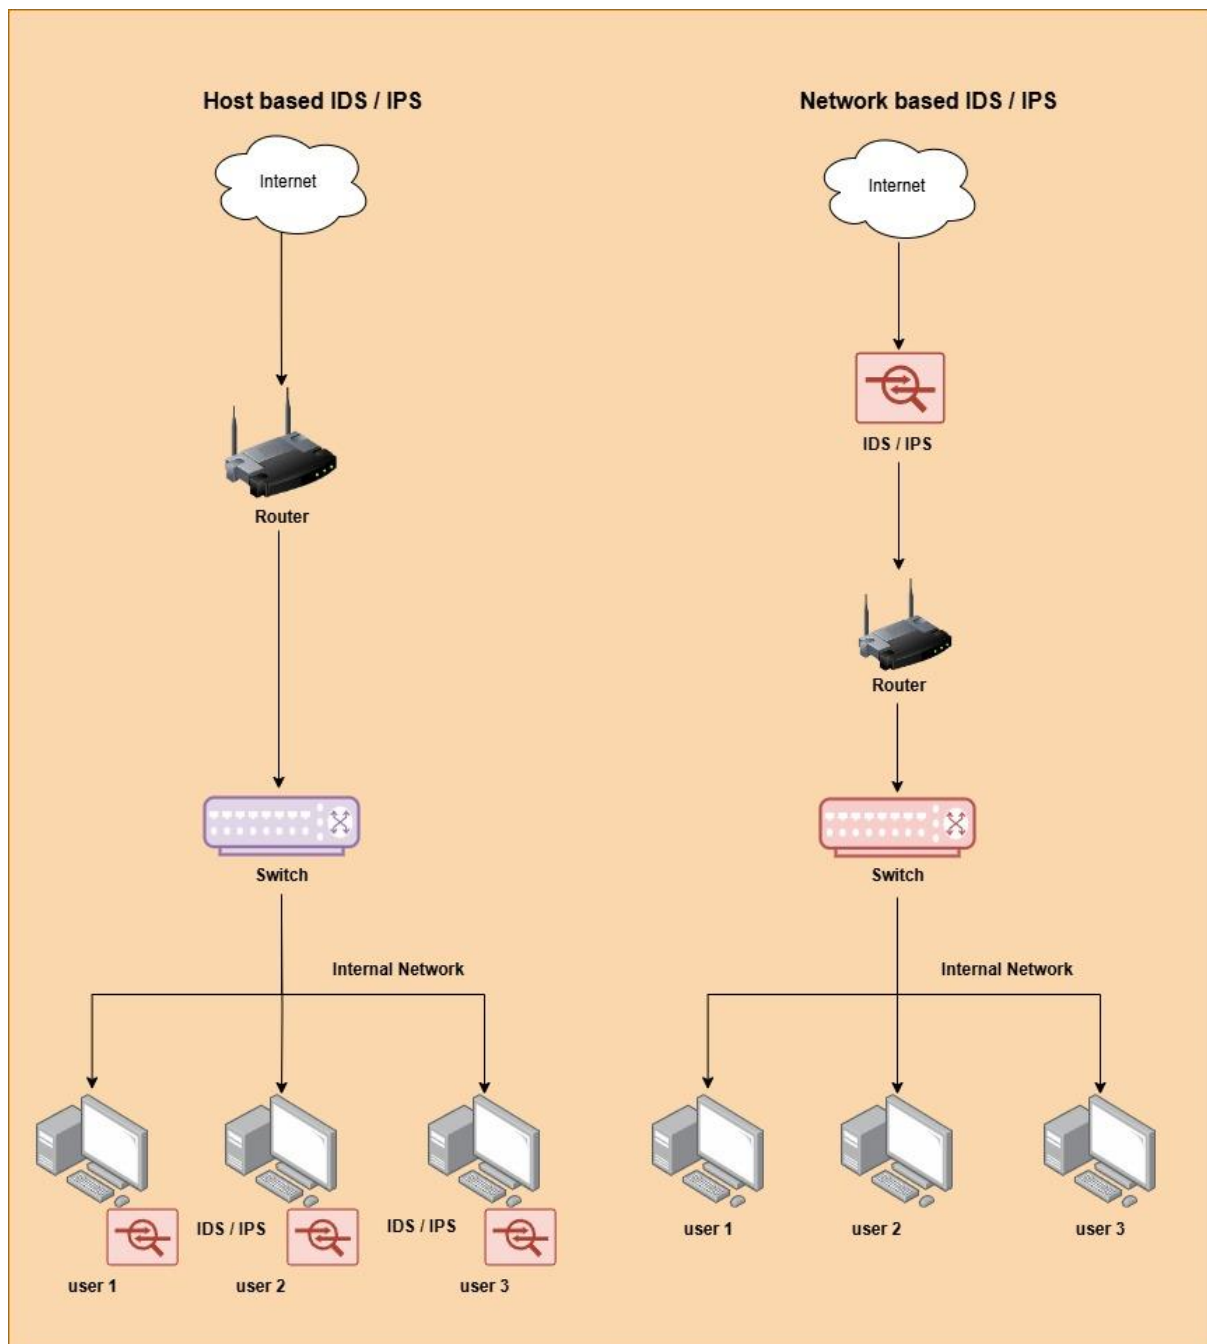 Host based IDS / IPS
Internet
Router
Switch
Internal Network
IDS / IPS
IDS / IPS
user 1
user 2
user 3
Network based IDS / IPS
Internet
IDS / IPS
Router
Switch
Internal Network
user 1
user 2
user 3